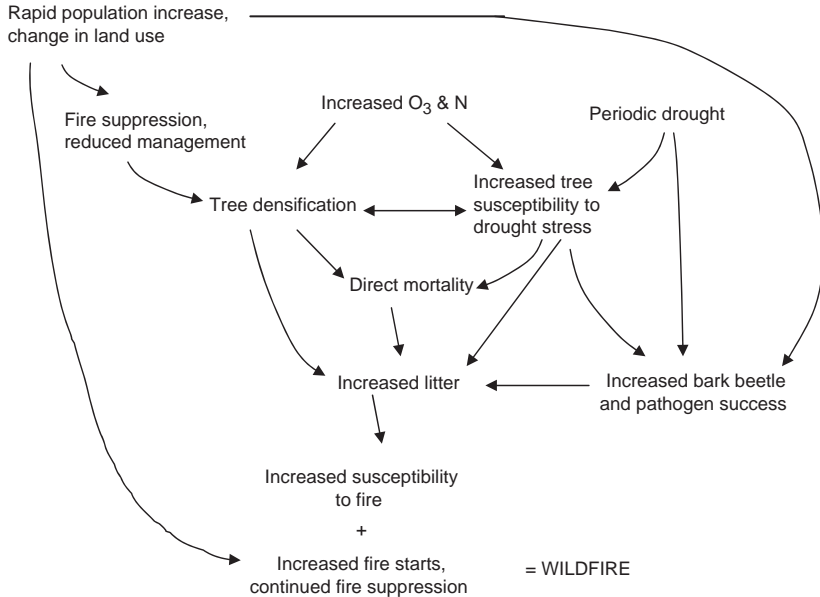 Rapid population increase,
change in land use
Increased O3 & N
Periodic drought
Fire suppression,
reduced management
Increased tree
susceptibility to
drought stress
Tree densification
Direct mortality
Increased litter
Increased bark beetle
and pathogen success
Increased susceptibility
to fire
+
Increased fire starts,
continued fire suppression
= WILDFIRE